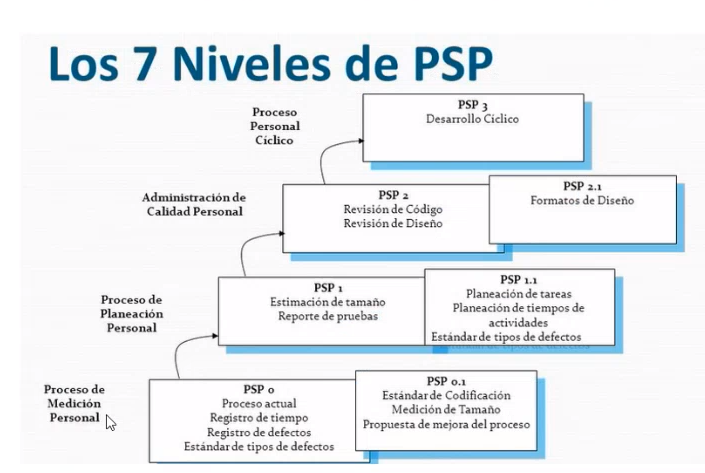 Los 7 Niveles de PSP
Proceso
Personal
Cíclico
PSP 3
Desarrollo Cíclico
Administración de
Calidad Personal
PSP 2
Revisión de Código
Revisión de Diseño
PSP 2.1
Formatos de Diseño
Proceso de
Planeación
Personal
PSP 1
Estimación de tamaño
Reporte de pruebas
PSP 1.1
Planeación de tareas
Planeación de tiempos de
actividades
Estándar de tipos de defectos
Proceso de
Medición
Personal
PSP 0
Proceso actual
Registro de tiempo
Registro de defectos
Estándar de tipos de defectos
PSP 0.1
Estándar de Codificación
Medición de Tamaño
Propuesta de mejora del proceso